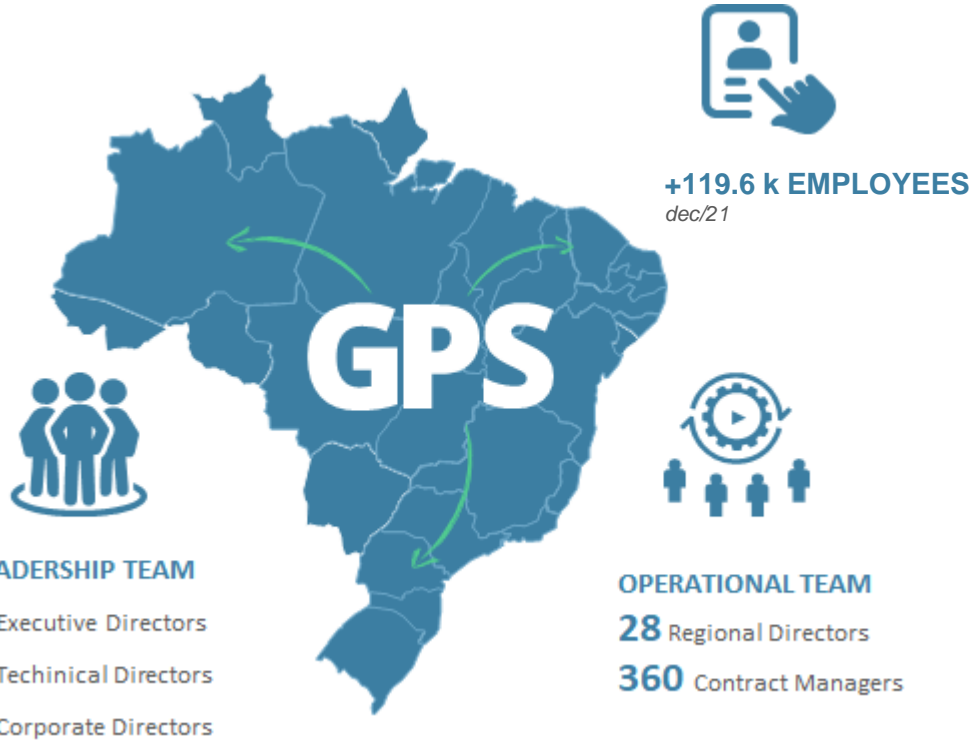 +119.6 k EMPLOYEES
dec/21
GPS
ADERSHIP TEAM
Executive Directors
Techinical Directors
Corporate Directors
OPERATIONAL TEAM
28 Regional Directors
360 Contract Managers